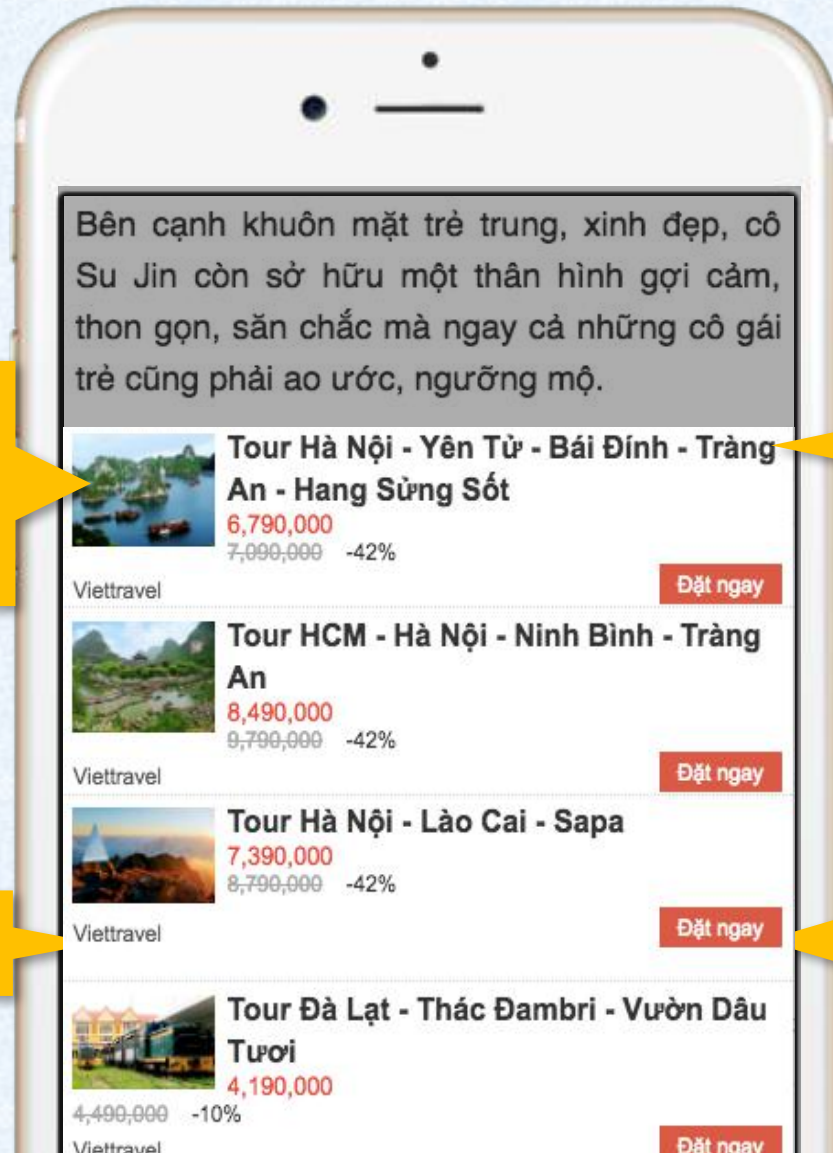 Bên cạnh khuôn mặt trẻ trung, xinh đẹp, cô
Su Jin còn sở hữu một thân hình gợi cảm,
thon gọn, săn chắc mà ngay cả những cô gái
trẻ cũng phải ao ước, ngưỡng mộ.
Tour Hà Nội - Yên Tử - Bái Đính - Tràng
An - Hang Sửng Sốt
6,790,000
7,090,000 -42%
Viettravel
Đặt ngay
Tour HCM - Hà Nội - Ninh Bình - Tràng
An
8,490,000
9,790,000 -42%
Viettravel
Đặt ngay
Tour Hà Nội - Lào Cai - Sapa
7,390,000
8,790,000 -42%
Viettravel
Đặt ngay
Tour Đà Lạt - Thác Đambri - Vườn Dâu
Tươi
4,190,000
4,490,000 -10%
Viettravel
Đặt ngay